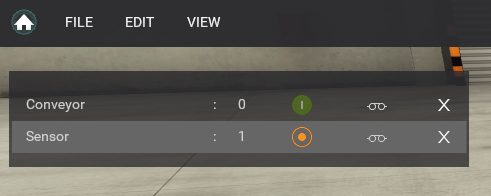 FILE EDIT VIEW
Conveyor : 0 X
Sensor : 1 X